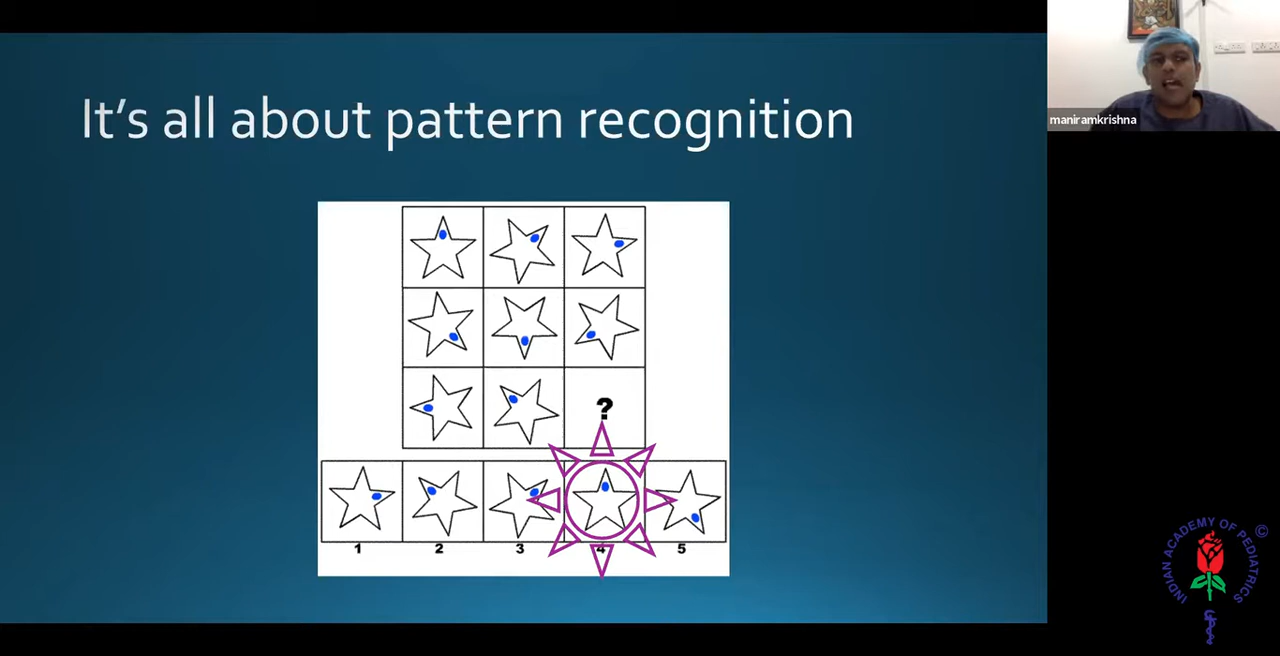 It's all about pattern recognition
?
1 2 3 4 5
maniramkrishna
INDIAN ACADEMY OF PEDIATRICS
©